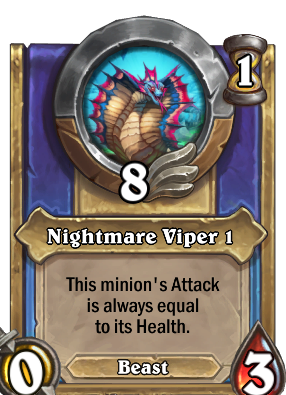 1
8
Nightmare Viper 1
This minion's Attack
is always equal
to its Health.
Beast
0
3